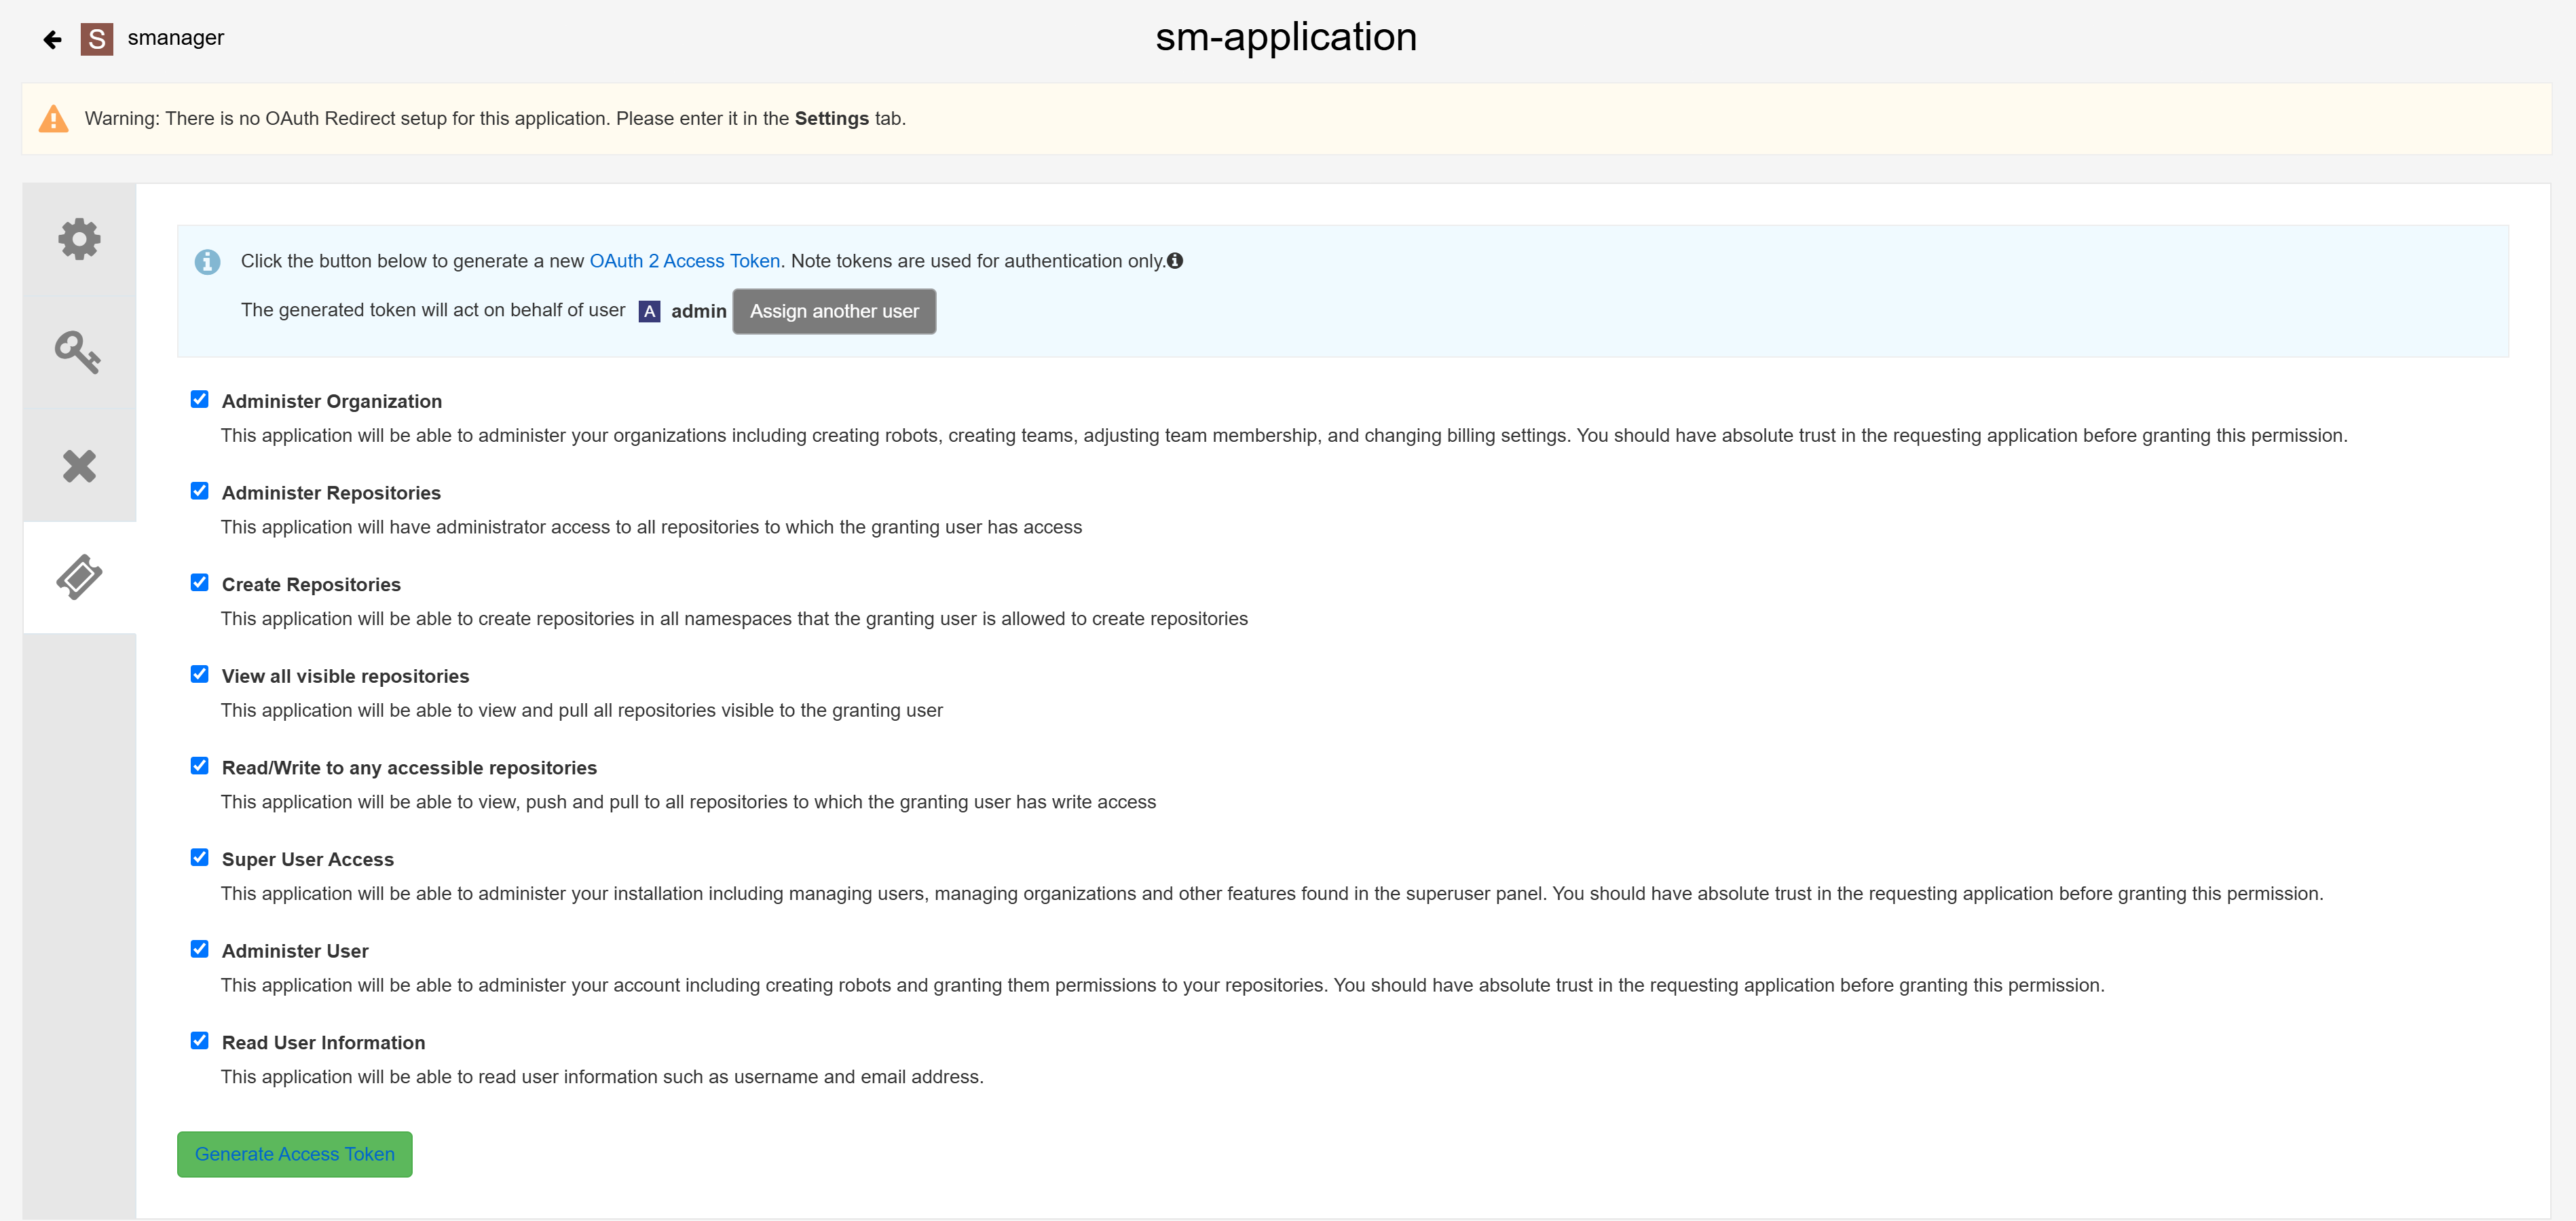 S smanager
sm-application
Warning: There is no OAuth Redirect setup for this application. Please enter it in the Settings tab.
Click the button below to generate a new OAuth 2 Access Token. Note tokens are used for authentication only.
The generated token will act on behalf of user A admin Assign another user
Administer Organization
This application will be able to administer your organizations including creating robots, creating teams, adjusting team membership, and changing billing settings. You should have absolute trust in the requesting application before granting this permission.
Administer Repositories
This application will have administrator access to all repositories to which the granting user has access
Create Repositories
This application will be able to create repositories in all namespaces that the granting user is allowed to create repositories
View all visible repositories
This application will be able to view and pull all repositories visible to the granting user
Read/Write to any accessible repositories
This application will be able to view, push and pull to all repositories to which the granting user has write access
Super User Access
This application will be able to administer your installation including managing users, managing organizations and other features found in the superuser panel. You should have absolute trust in the requesting application before granting this permission.
Administer User
This application will be able to administer your account including creating robots and granting them permissions to your repositories. You should have absolute trust in the requesting application before granting this permission.
Read User Information
This application will be able to read user information such as username and email address.
Generate Access Token